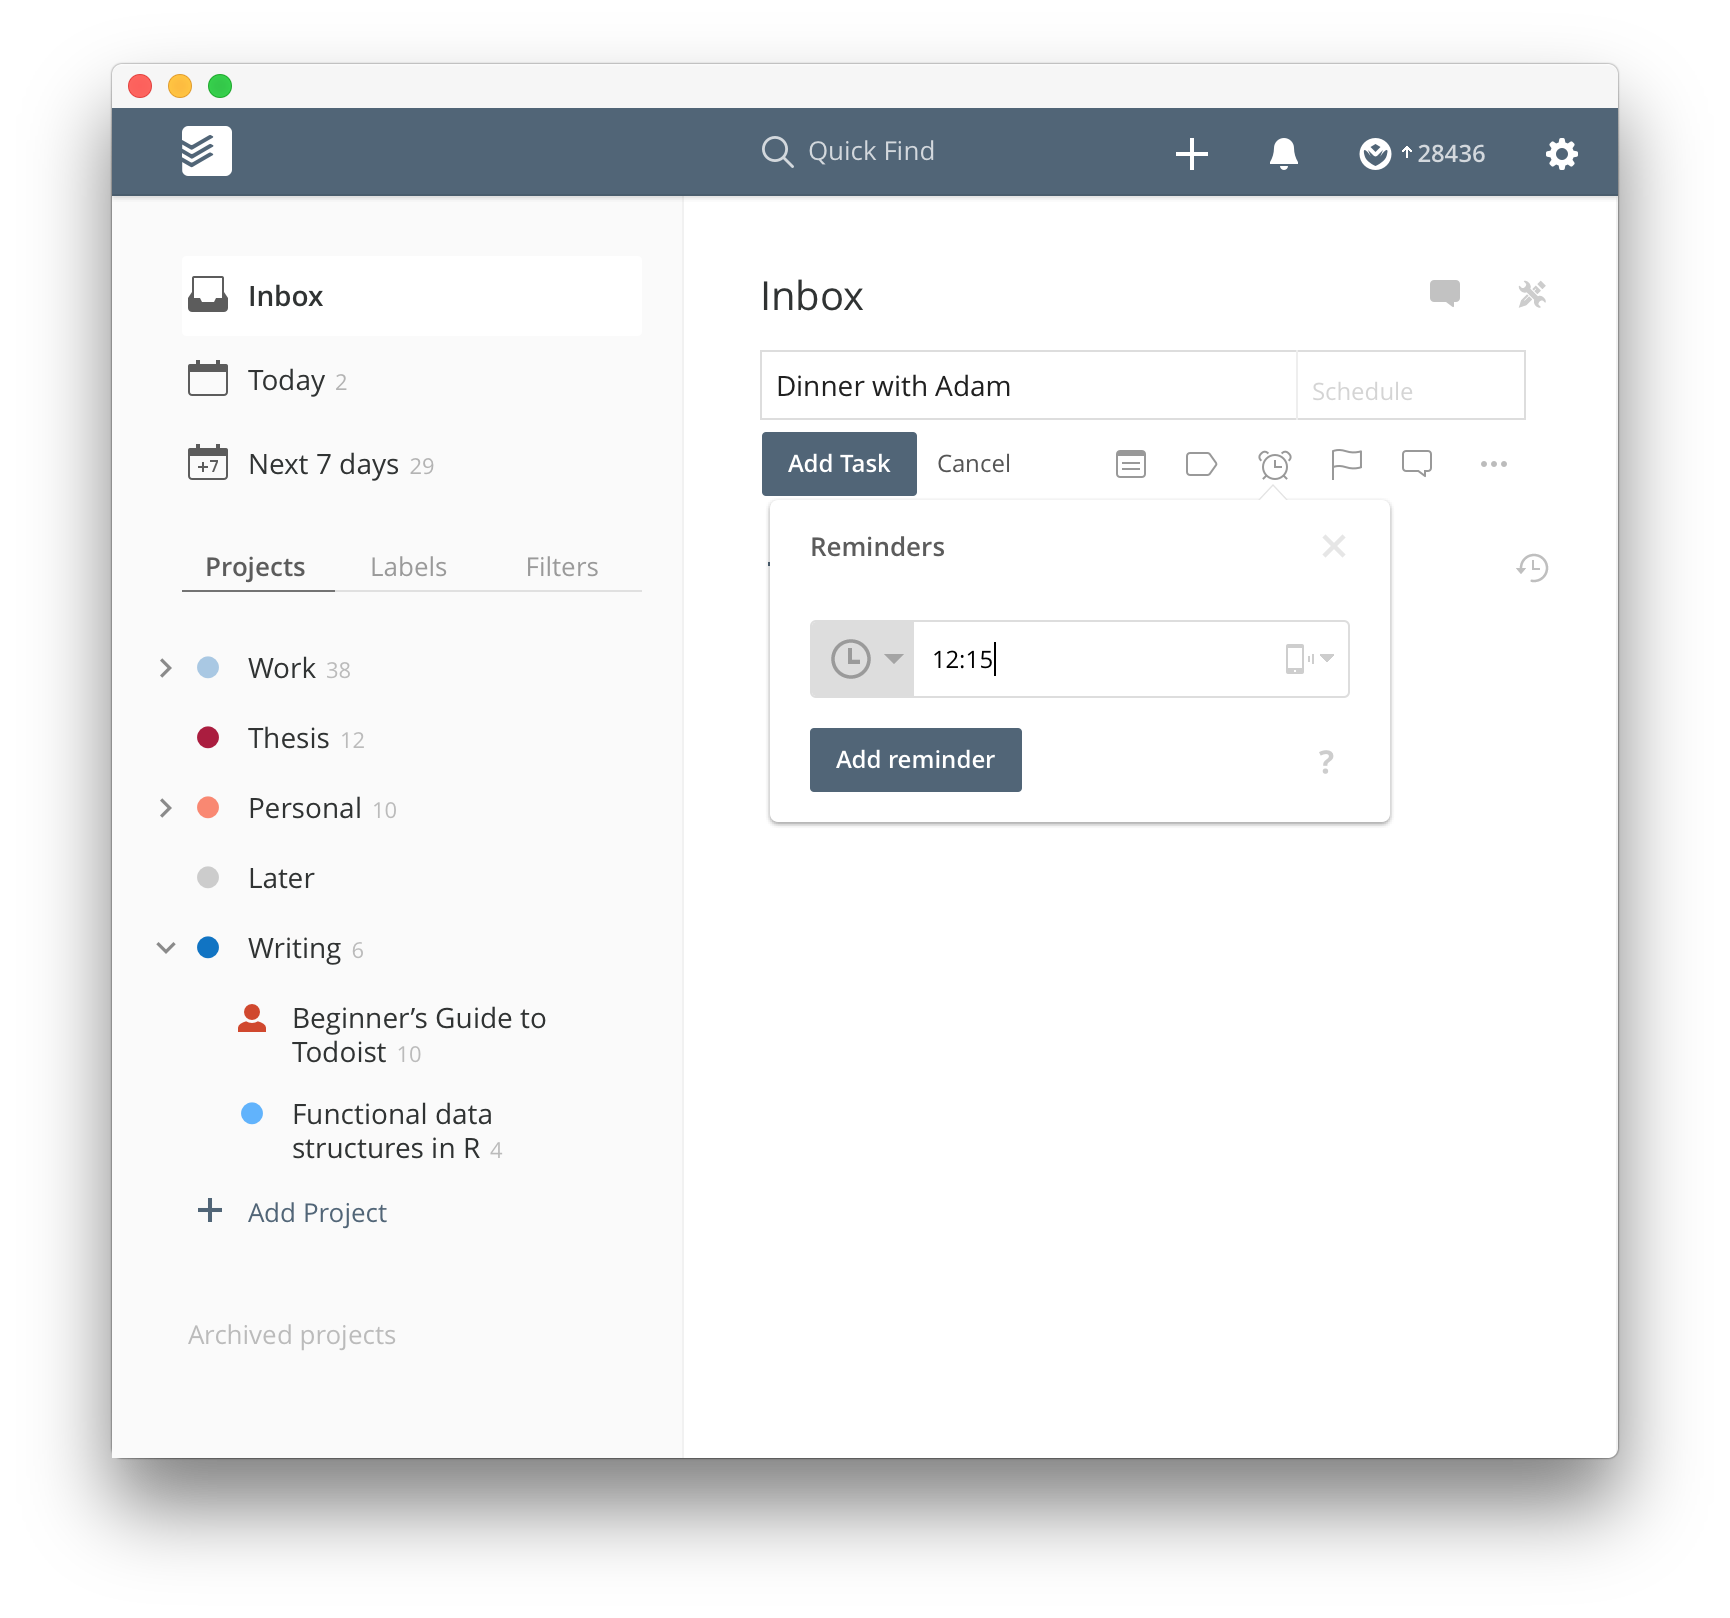 Quick Find
28436
Inbox
Today 2
+7 Next 7 days 29
Projects Labels Filters
Work 38
Thesis 12
Personal 10
Later
Writing 6
Beginner’s Guide to
Todoist 10
Functional data
structures in R 4
Add Project
Archived projects
Inbox
Dinner with Adam Schedule
Add Task Cancel
Reminders
12:15
Add reminder ?